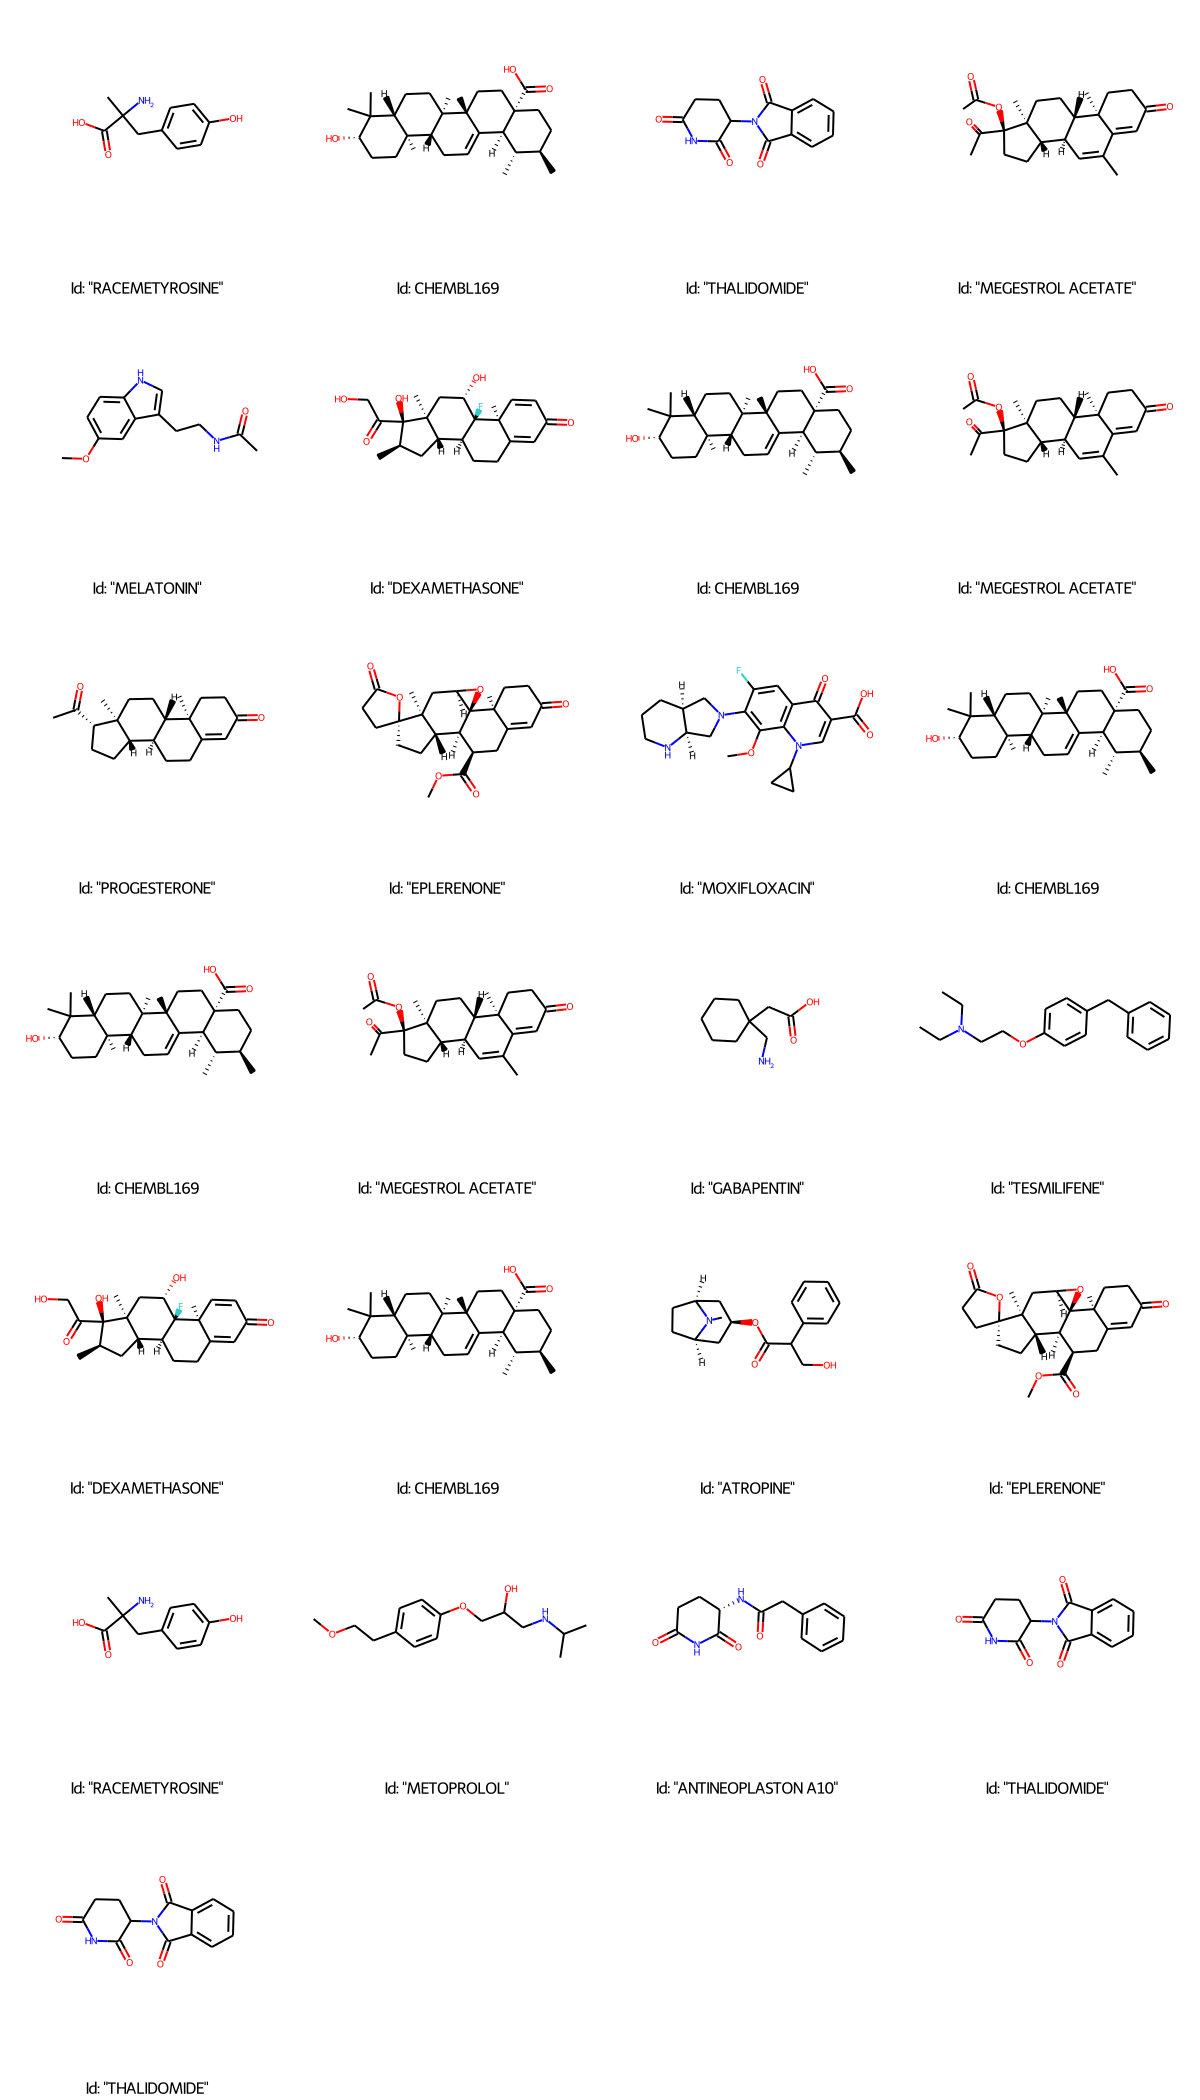 Id: "RACEMETYROSINE" Id: CHEMBL169 Id: "THALIDOMIDE" Id: "MEGESTROL ACETATE"
Id: "MELATONIN" Id: "DEXAMETHASONE" Id: CHEMBL169 Id: "MEGESTROL ACETATE"
Id: "PROGESTERONE" Id: "EPLERENONE" Id: "MOXIFLOXACIN" Id: CHEMBL169
Id: CHEMBL169 Id: "MEGESTROL ACETATE" Id: "GABAPENTIN" Id: "TESMILIFENE"
Id: "DEXAMETHASONE" Id: CHEMBL169 Id: "ATROPINE" Id: "EPLERENONE"
Id: "RACEMETYROSINE" Id: "METOPROLOL" Id: "ANTINEOPLASTON A10" Id: "THALIDOMIDE"
Id: "THALIDOMIDE"